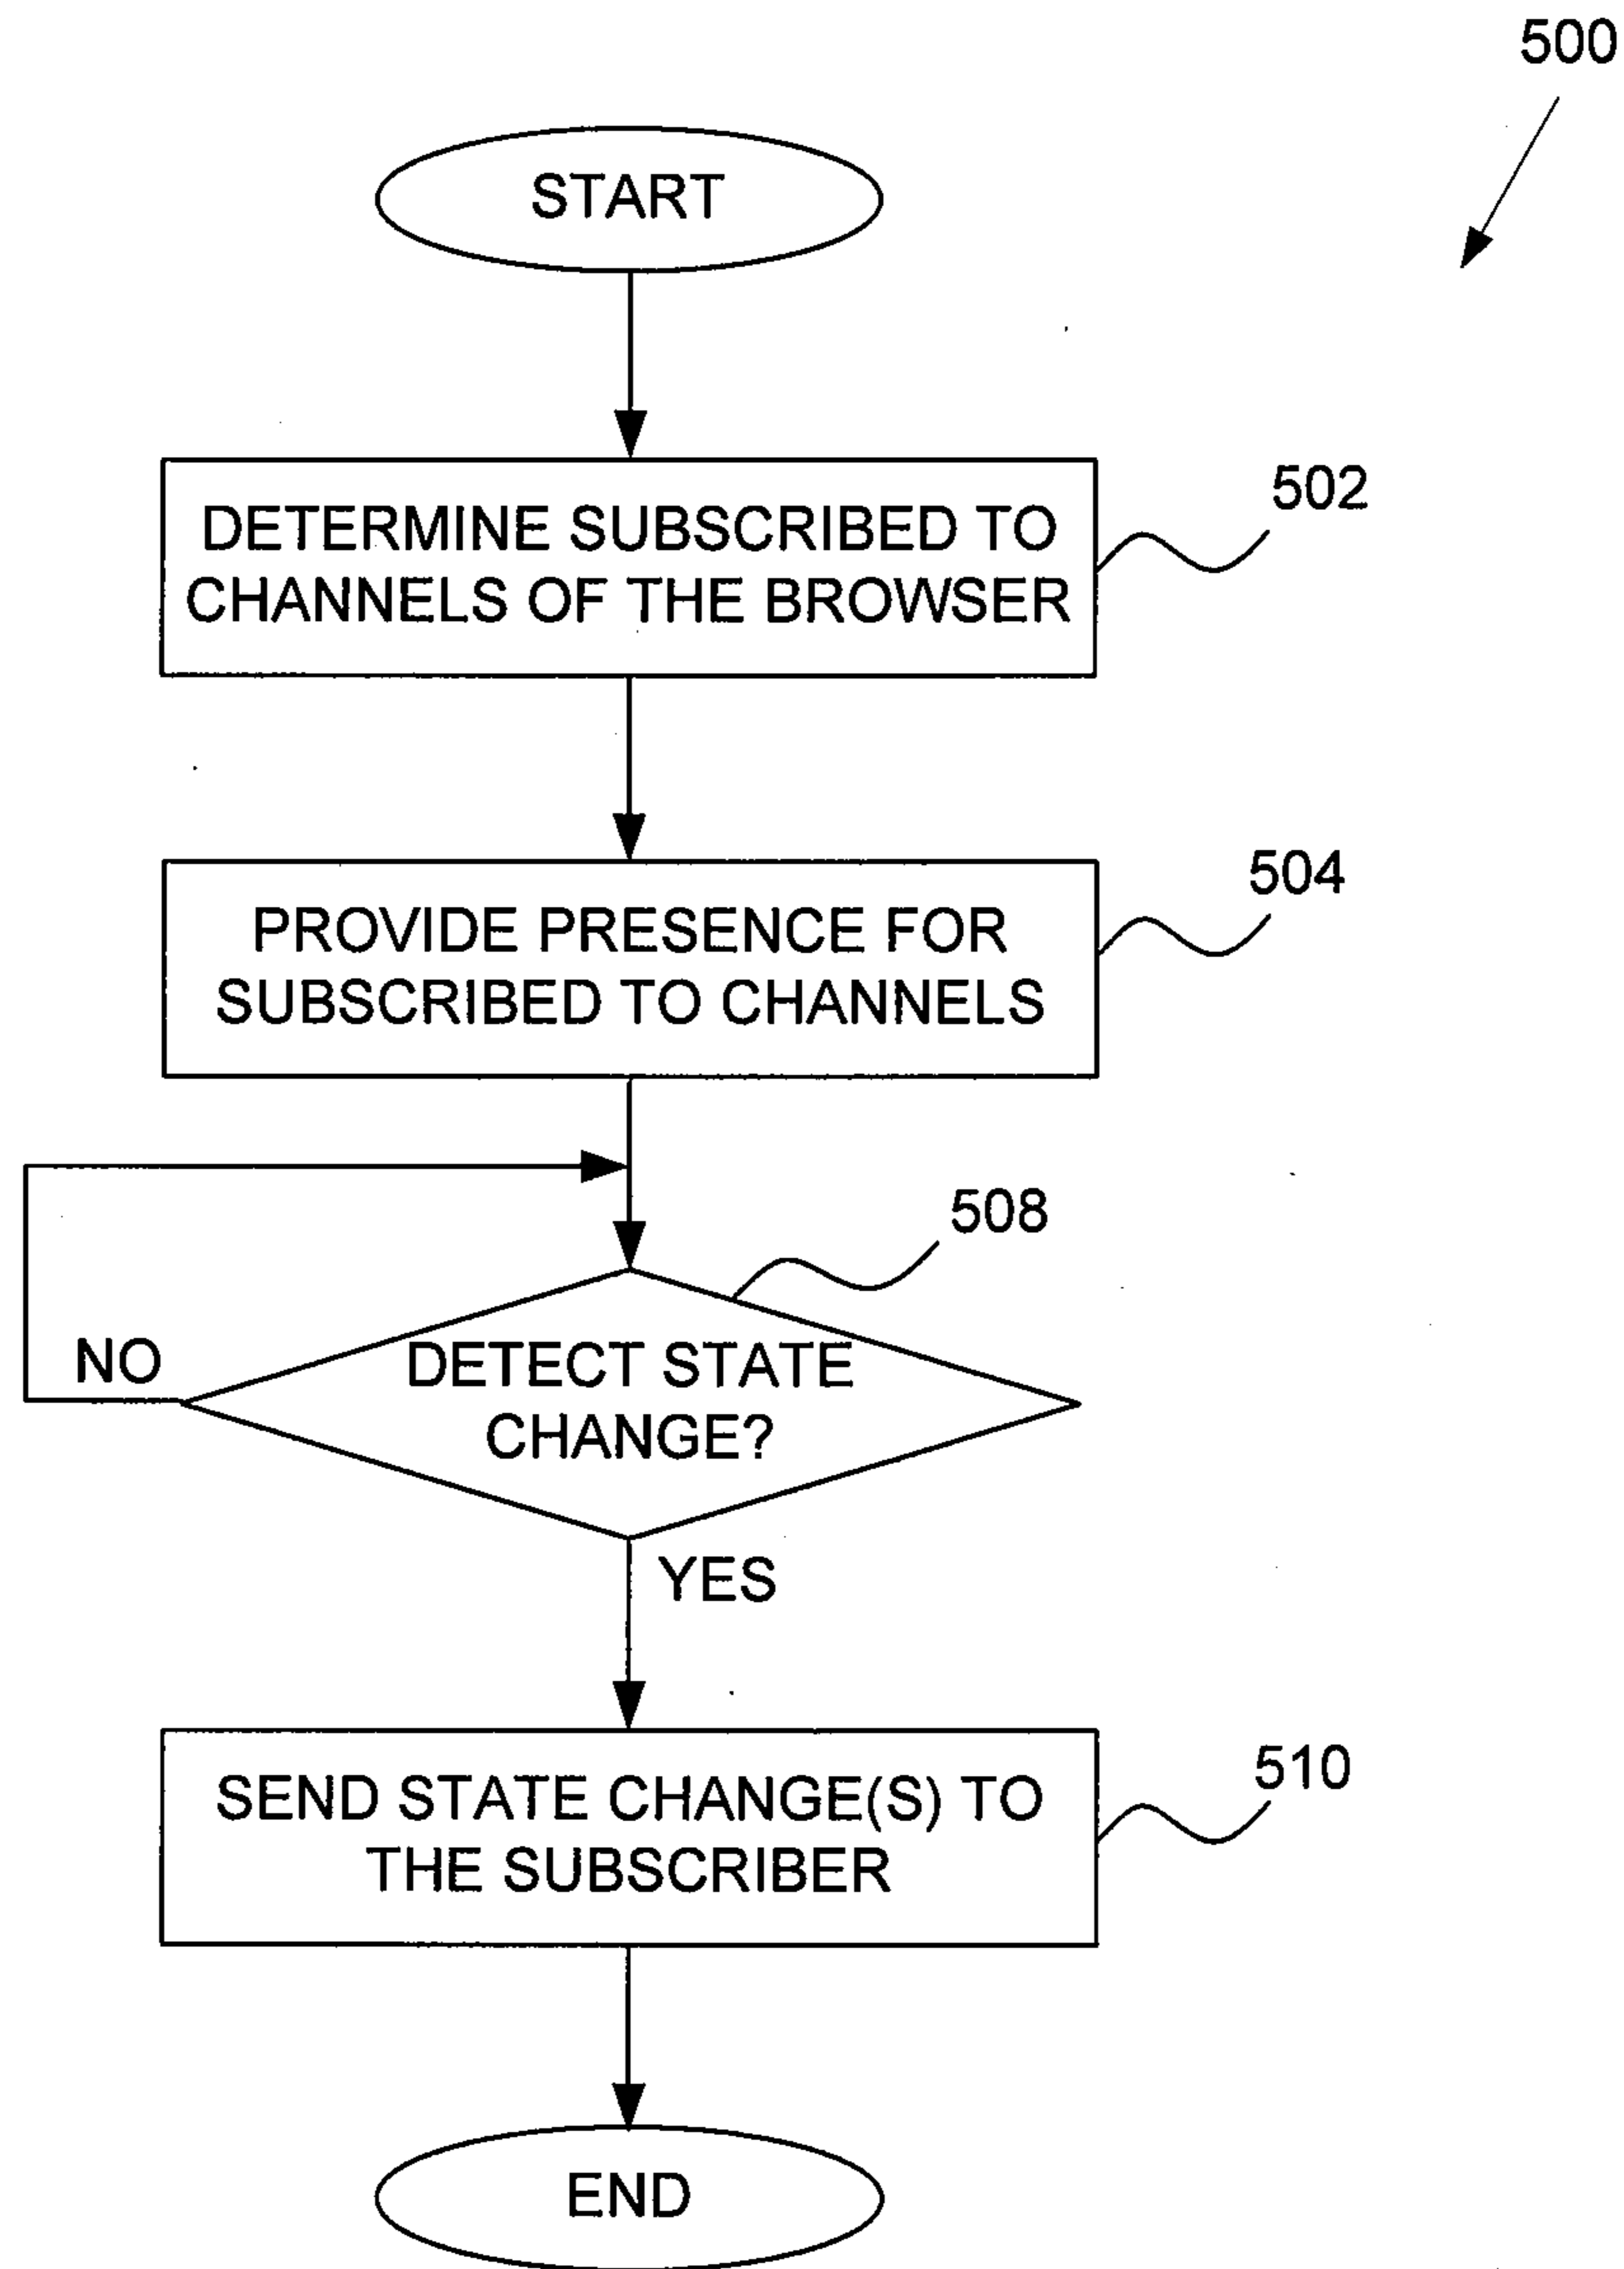 500
START
DETERMINE SUBSCRIBED TO
CHANNELS OF THE BROWSER
502
PROVIDE PRESENCE FOR
SUBSCRIBED TO CHANNELS
504
508
NO
DETECT STATE
CHANGE?
YES
SEND STATE CHANGE(S) TO
THE SUBSCRIBER
510
END